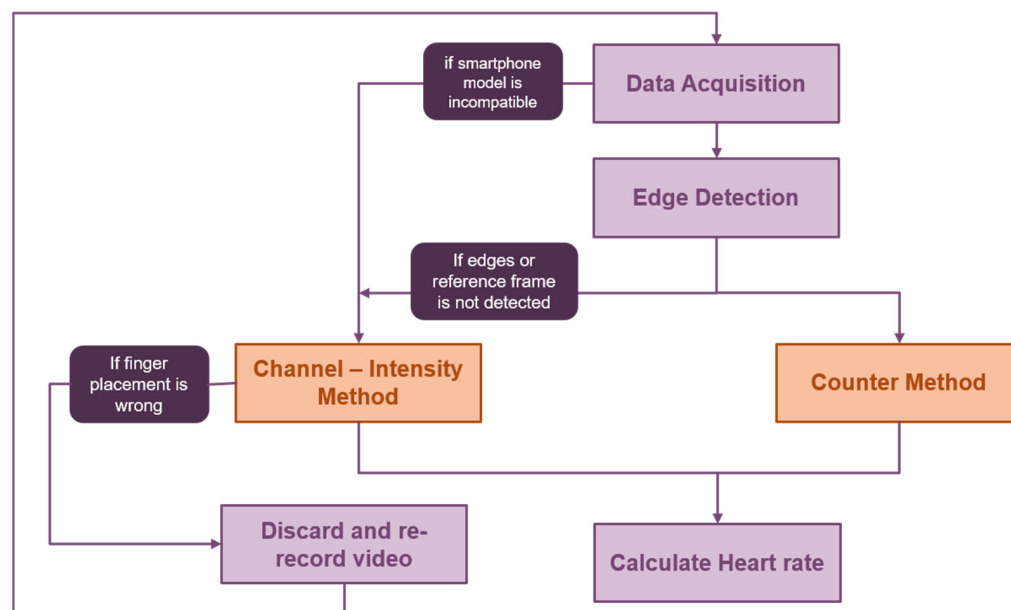 if smartphone
model is
incompatible
Data Acquisition
Edge Detection
If edges or
reference frame
is not detected
If finger
placement is
wrong
Channel – Intensity
Method
Counter Method
Discard and re-
record video
Calculate Heart rate